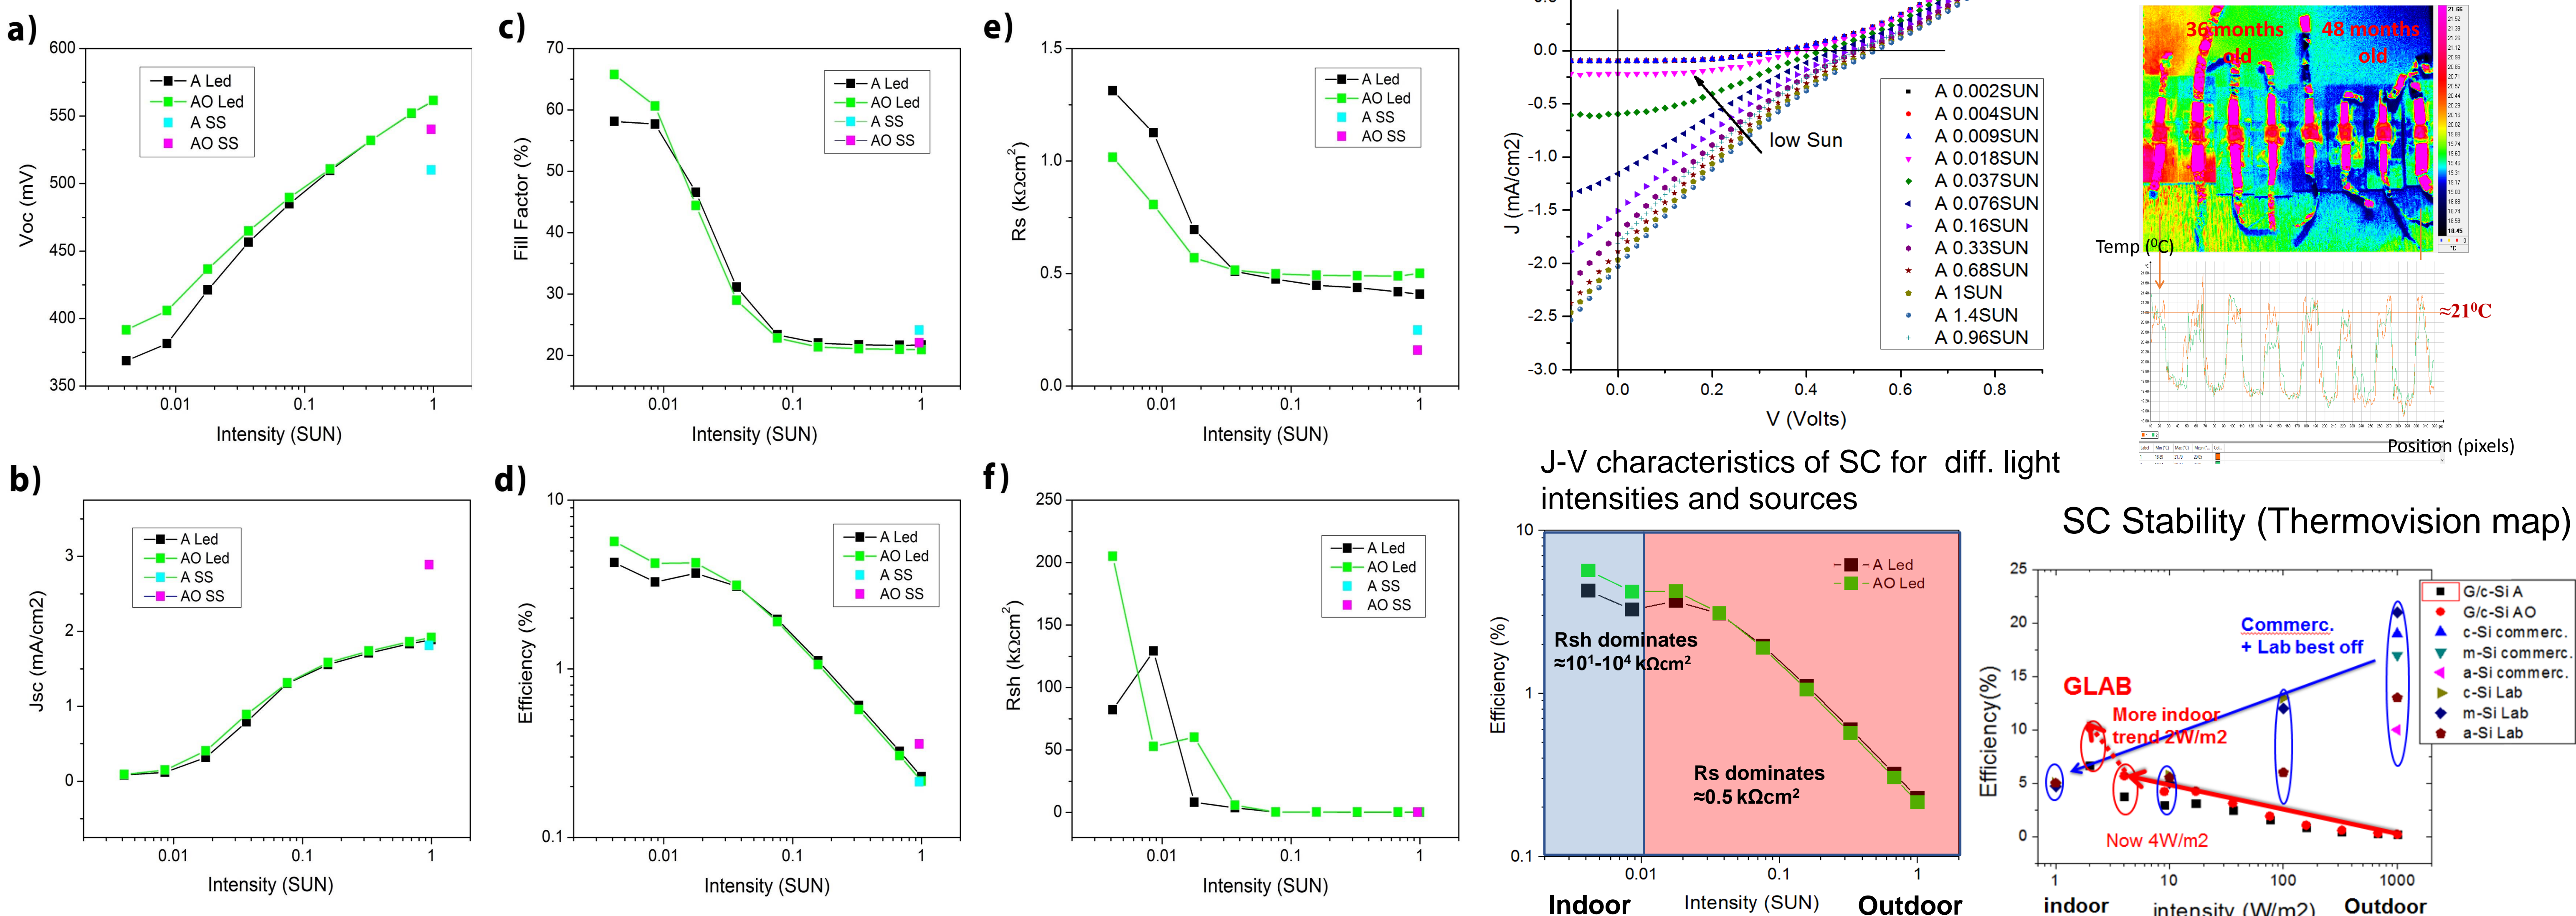 a)
600
550
500
450
400
350
Voc (mV)
A Led
AO Led
A SS
AO SS
0.01
0.1
1
Intensity (SUN)
c)
70
60
50
40
30
20
Fill Factor (%)
A Led
AO Led
A SS
AO SS
0.01
0.1
1
Intensity (SUN)
e)
1.5
1.0
0.5
0.0
Rs (kΩcm²)
A Led
AO Led
A SS
AO SS
0.01
0.1
1
Intensity (SUN)
0.0
-0.5
-1.0
-1.5
-2.0
-2.5
-3.0
J (mA/cm2)
low Sun
A 0.002SUN
A 0.004SUN
A 0.009SUN
A 0.018SUN
A 0.037SUN
A 0.076SUN
A 0.16SUN
A 0.33SUN
A 0.68SUN
A 1SUN
A 1.4SUN
A 0.96SUN
0.0
0.2
0.4
0.6
0.8
V (Volts)
36 months old
48 months old
21.66
18.45
°C
Temp (⁰C)
≈21⁰C
Position (pixels)
b)
3
2
1
0
Jsc (mA/cm2)
A Led
AO Led
A SS
AO SS
0.01
0.1
1
Intensity (SUN)
d)
10
1
0.1
Efficiency (%)
A Led
AO Led
A SS
AO SS
0.01
0.1
1
Intensity (SUN)
f)
250
200
150
100
50
0
Rsh (kΩcm²)
A Led
AO Led
A SS
AO SS
0.01
0.1
1
Intensity (SUN)
J-V characteristics of SC for diff. light
intensities and sources
10
1
0.1
Efficiency (%)
A Led
AO Led
Rsh dominates
≈10¹-10⁴ kΩcm²
Rs dominates
≈0.5 kΩcm²
0.01
0.1
1
Indoor
Intensity (SUN)
Outdoor
SC Stability (Thermovision map)
25
20
15
10
5
0
Efficiency(%)
Commerc.
+ Lab best off
GLAB
More indoor
trend 2W/m2
Now 4W/m2
G/c-Si A
G/c-Si AO
c-Si commerc.
m-Si commerc.
a-Si commerc.
c-Si Lab
m-Si Lab
a-Si Lab
1
10
100
1000
indoor
intensity (W/m2)
Outdoor